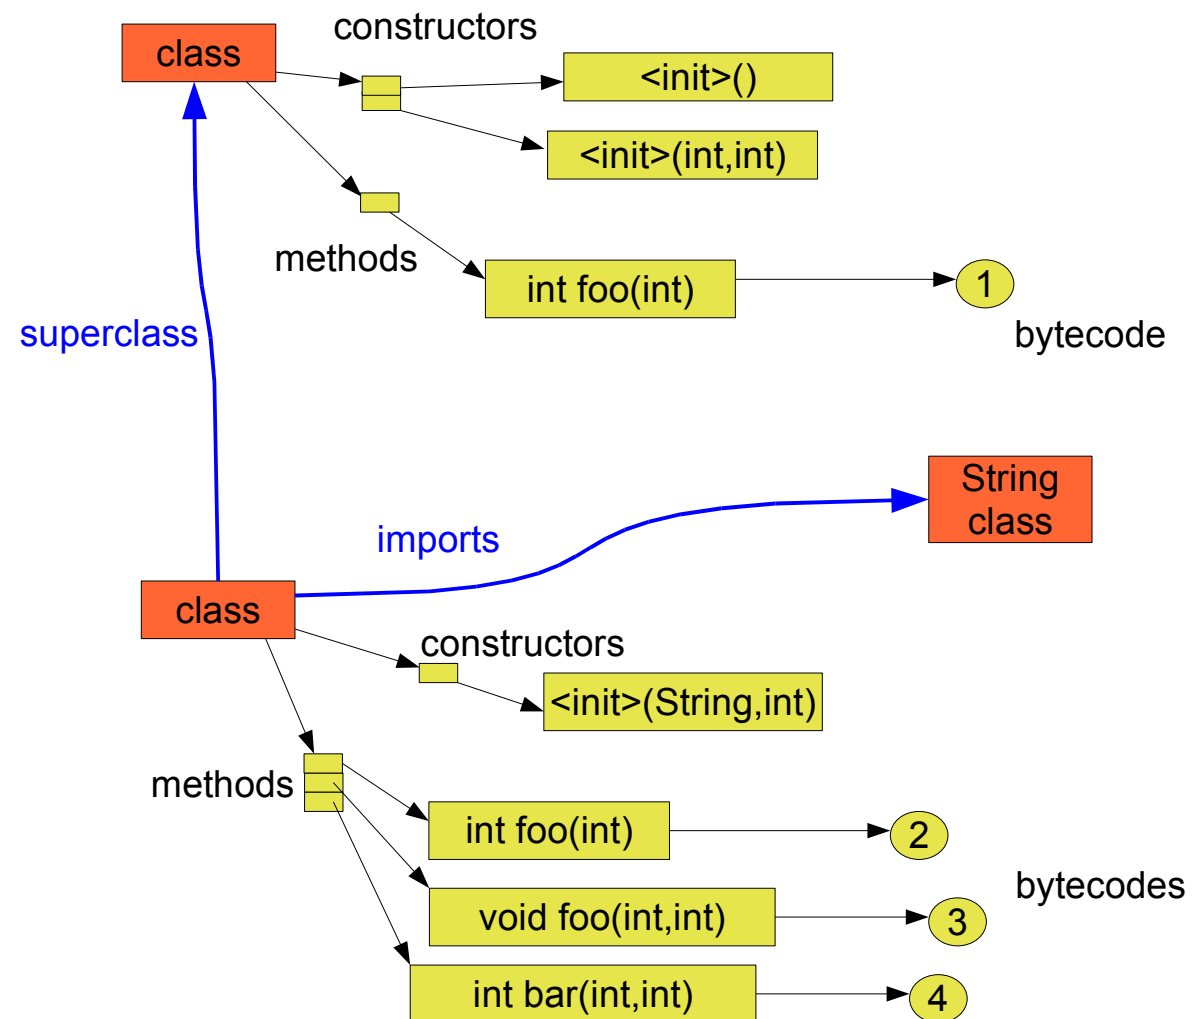 constructors
class
<init>()
<init>(int,int)
methods
int foo(int)
1
superclass
bytecode
String
class
imports
class
constructors
<init>(String,int)
methods
int foo(int)
2
bytecodes
void foo(int,int)
3
int bar(int,int)
4